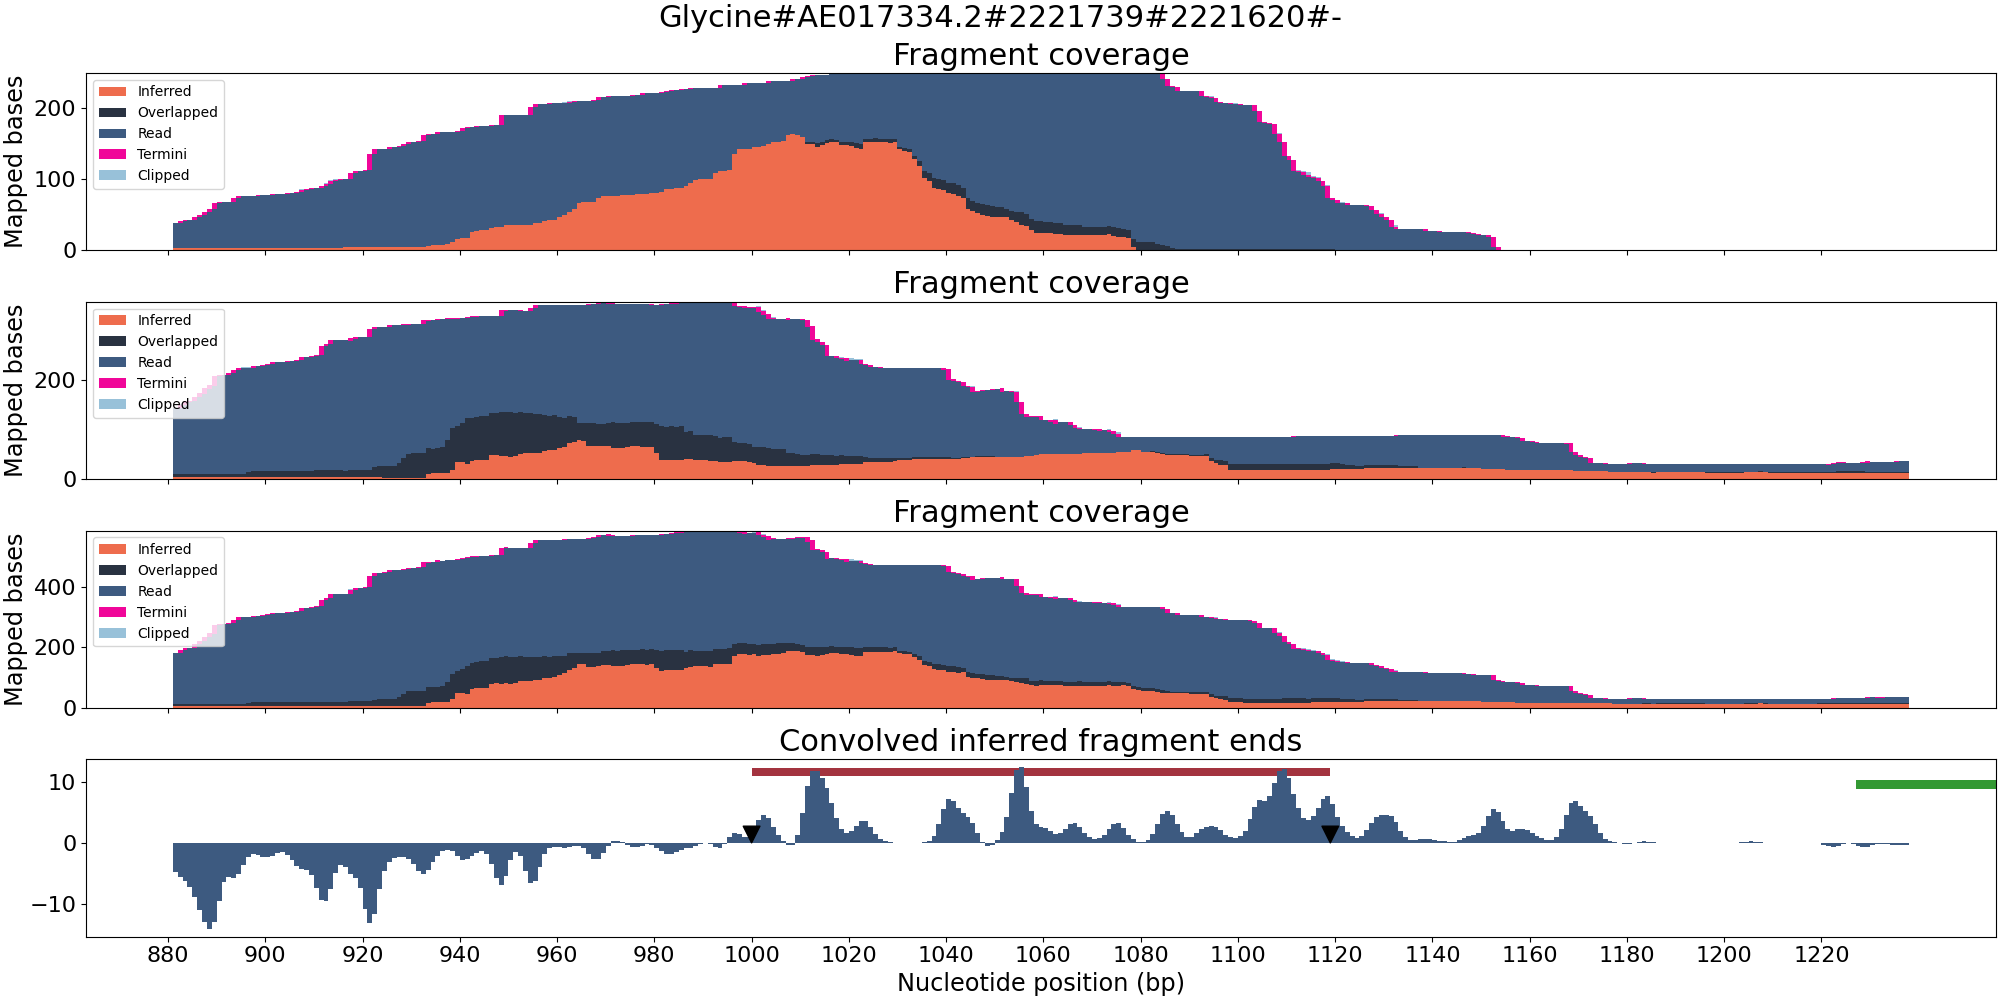 Glycine#AE017334.2#2221739#2221620#-
Fragment coverage
Mapped bases
200
100
0
Inferred
Overlapped
Read
Termini
Clipped
Fragment coverage
Mapped bases
200
0
Inferred
Overlapped
Read
Termini
Clipped
Fragment coverage
Mapped bases
400
200
0
Inferred
Overlapped
Read
Termini
Clipped
Convolved inferred fragment ends
10
0
−10
880 900 920 940 960 980 1000 1020 1040 1060 1080 1100 1120 1140 1160 1180 1200 1220
Nucleotide position (bp)